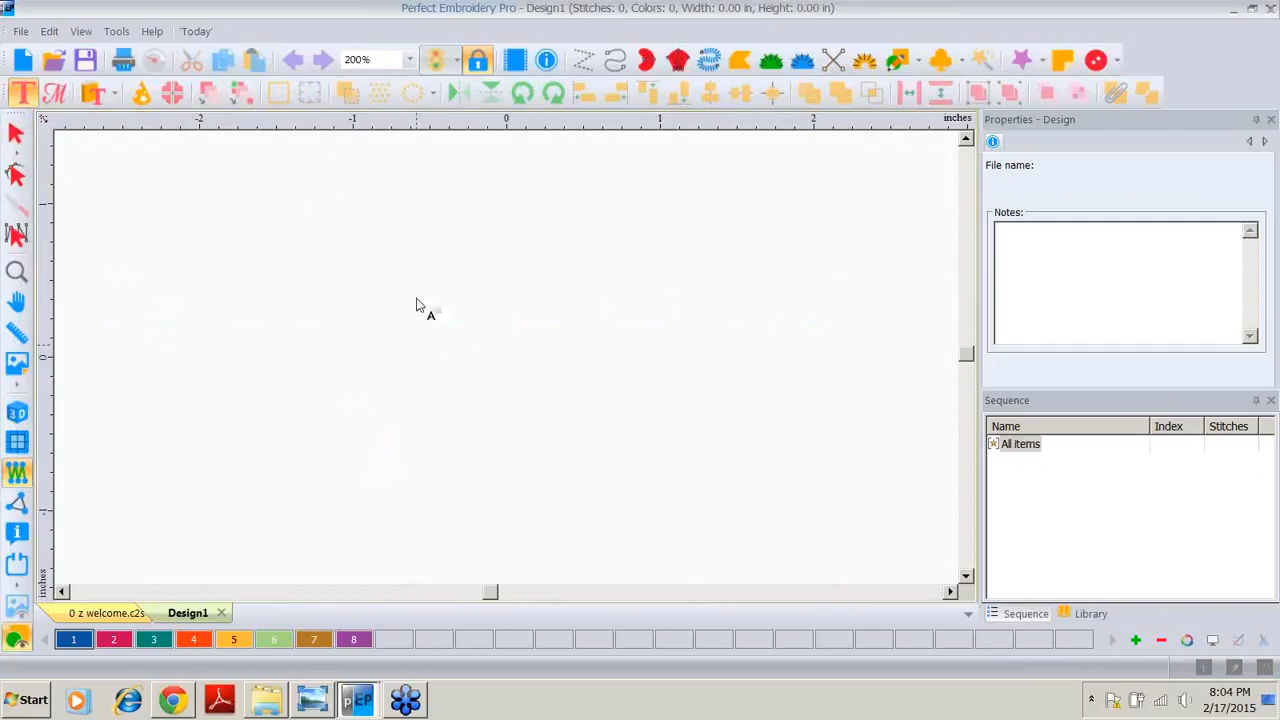 Perfect Embroidery Pro - Design1 (Stitches: 0, Colors: 0, Width: 0.00 in, Height: 0.00 in)
File Edit View Tools Help 'Today'
200%
-2 -1 0 1 2 inches
Properties - Design
File name:
Notes:
0
inches
Sequence
Name Index Stitches
All items
0 z welcome.c2s Design1
Sequence Library
1 2 3 4 5 6 7 8
Start
pEP
8:04 PM
2/17/2015